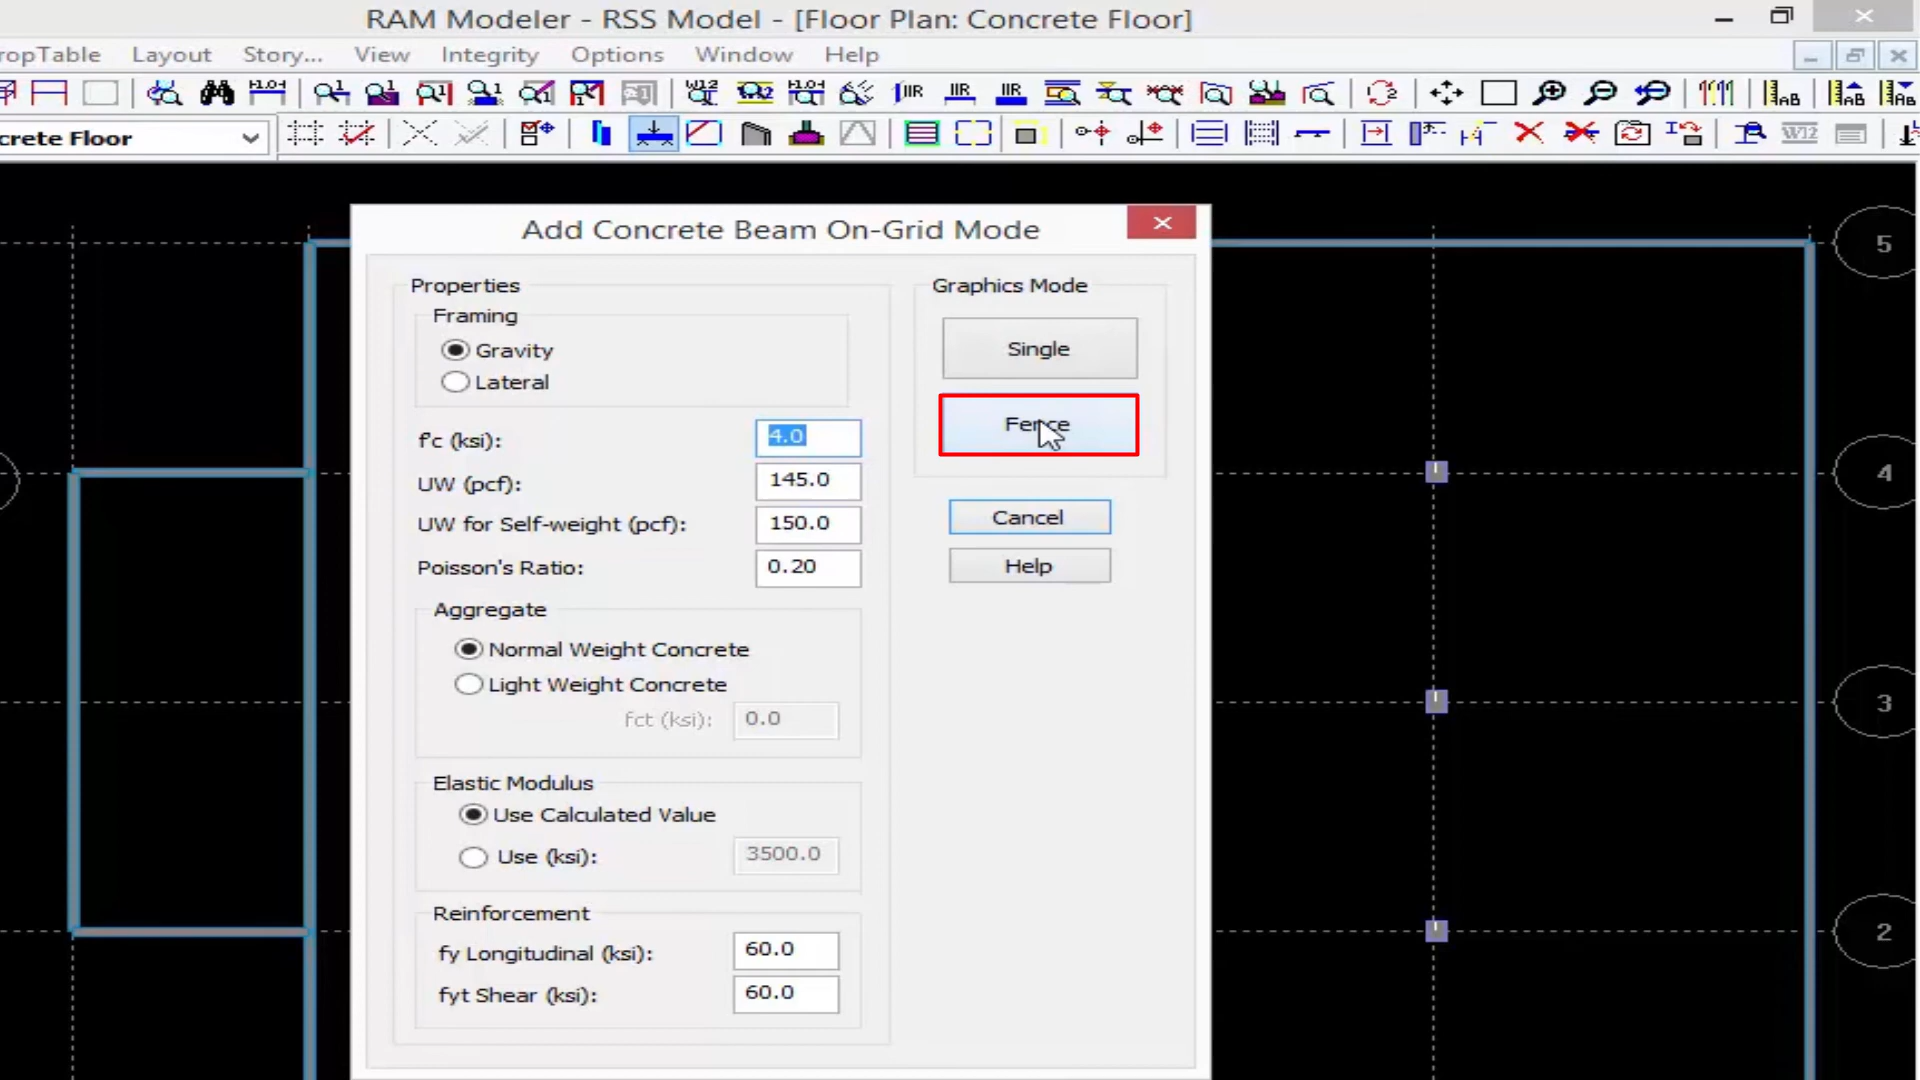 RAM Modeler - RSS Model - [Floor Plan: Concrete Floor]
ropTable Layout Story... View Integrity Options Window Help
crete Floor
Add Concrete Beam On-Grid Mode
Properties
Framing
Gravity
Lateral
f'c (ksi): 4.0
UW (pcf): 145.0
UW for Self-weight (pcf): 150.0
Poisson's Ratio: 0.20
Aggregate
Normal Weight Concrete
Light Weight Concrete
fct (ksi): 0.0
Elastic Modulus
Use Calculated Value
Use (ksi): 3500.0
Reinforcement
fy Longitudinal (ksi): 60.0
fyt Shear (ksi): 60.0
Graphics Mode
Single
Fence
Cancel
Help
5
4
3
2